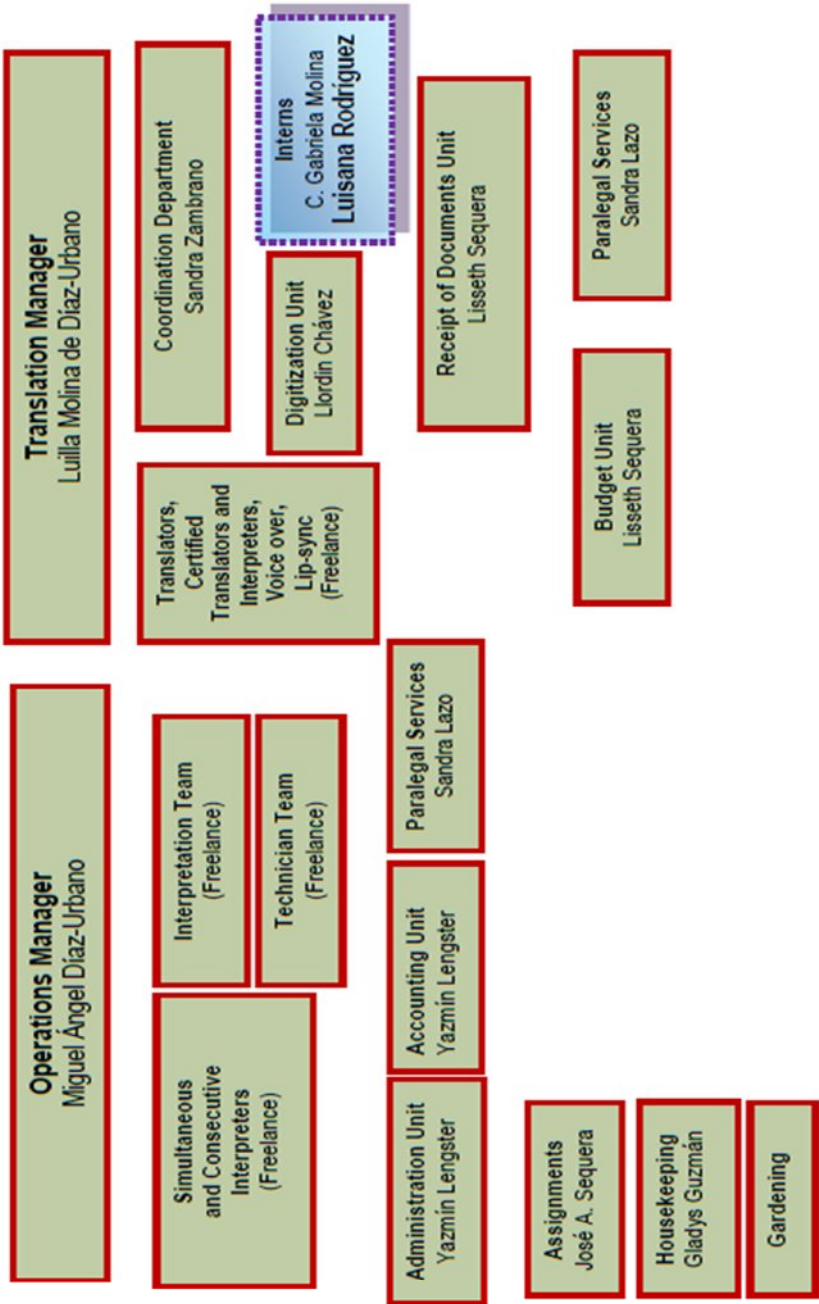 Operations Manager
Miguel Ángel Díaz-Urbano
Translation Manager
Luilla Molina de Díaz-Urbano
Simultaneous
and Consecutive
Interpreters
(Freelance)
Interpretation Team
(Freelance)
Technician Team
(Freelance)
Translators,
Certified
Translators and
Interpreters,
Voice over,
Lip-sync
(Freelance)
Coordination Department
Sandra Zambrano
Digitization Unit
Llordin Chávez
Interns
C. Gabriela Molina
Luisana Rodríguez
Administration Unit
Yazmín Lengster
Accounting Unit
Yazmín Lengster
Paralegal Services
Sandra Lazo
Receipt of Documents Unit
Lisseth Sequera
Assignments
José A. Sequera
Housekeeping
Gladys Guzmán
Gardening
Budget Unit
Lisseth Sequera
Paralegal Services
Sandra Lazo